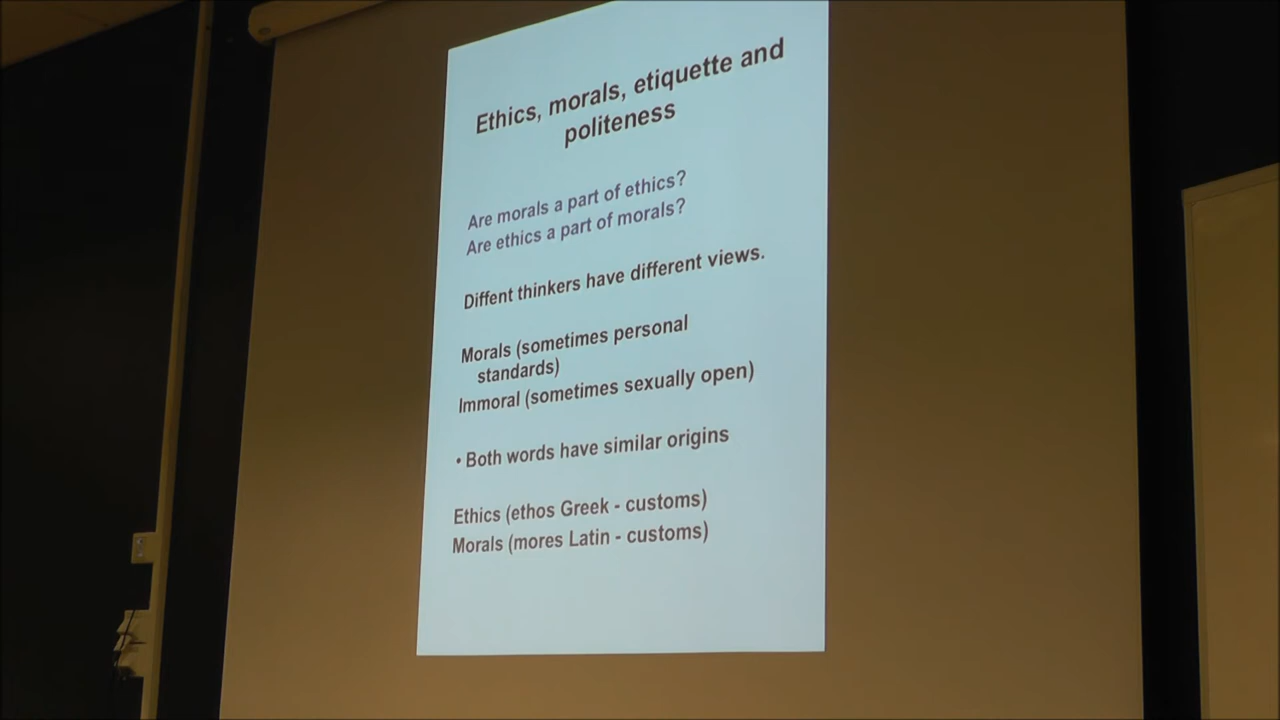 Ethics, morals, etiquette and
politeness
Are morals a part of ethics?
Are ethics a part of morals?
Diffent thinkers have different views.
Morals (sometimes personal
standards)
Immoral (sometimes sexually open)
• Both words have similar origins
Ethics (ethos Greek - customs)
Morals (mores Latin - customs)